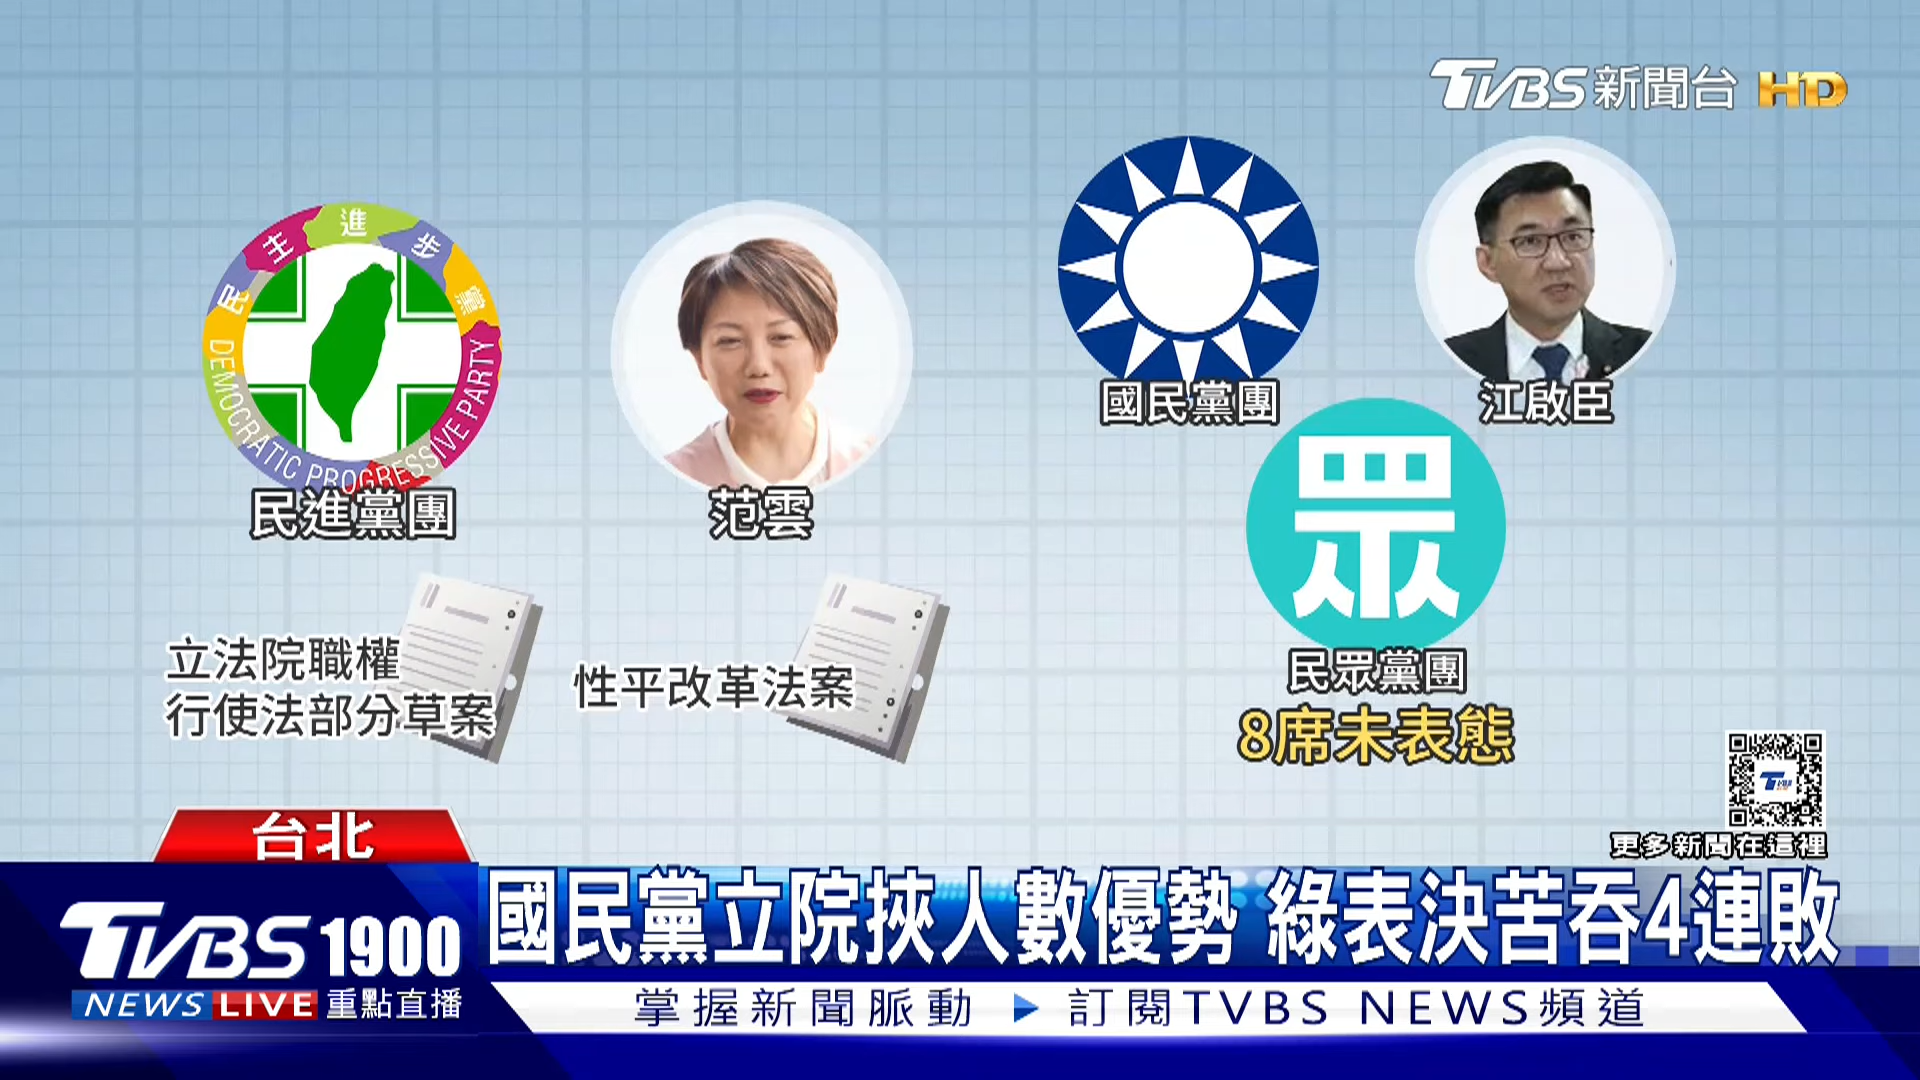 TVBS新聞台 HD
民主進步黨
DEMOCRATIC PROGRESSIVE PARTY
民進黨團
范雲
國民黨團
江啟臣
眾
民眾黨團
8席未表態
立法院職權
行使法部分草案
性平改革法案
更多新聞在這裡
台北
國民黨立院挾人數優勢 綠表決苦吞4連敗
TVBS 1900
NEWS LIVE 重點直播
掌握新聞脈動 ▶ 訂閱TVBS NEWS頻道